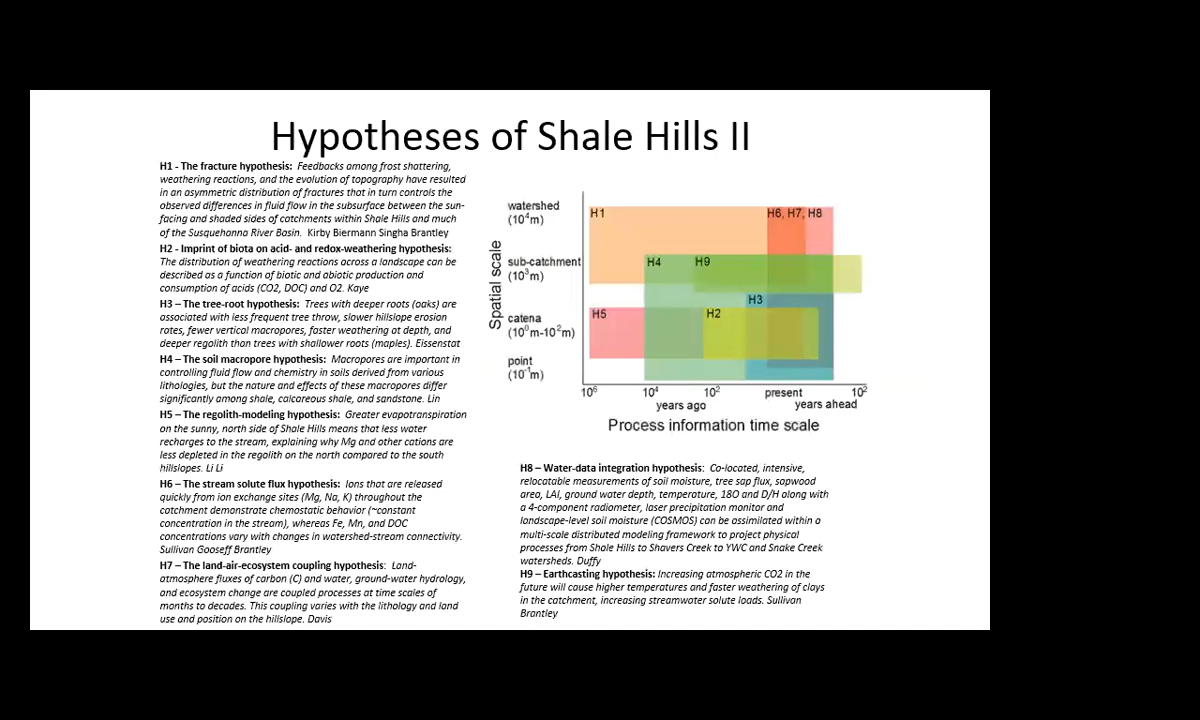 Hypotheses of Shale Hills II
H1 - The fracture hypothesis: Feedbacks among frost shattering,
weathering reactions, and the evolution of topography have resulted
in an asymmetric distribution of fractures that in turn controls the
observed differences in fluid flow in the subsurface between the sun-
facing and shaded sides of catchments within Shale Hills and much
of the Susquehanna River Basin. Kirby Biermann Singha Brantley
H2 - Imprint of biota on acid- and redox-weathering hypothesis:
The distribution of weathering reactions across a landscape can be
described as a function of biotic and abiotic production and
consumption of acids (CO2, DOC) and O2. Kaye
H3 – The tree-root hypothesis: Trees with deeper roots (oaks) are
associated with less frequent tree throw, slower hillslope erosion
rates, fewer vertical macropores, faster weathering at depth, and
deeper regolith than trees with shallower roots (maples). Eissenstat
H4 – The soil macropore hypothesis: Macropores are important in
controlling fluid flow and chemistry in soils derived from various
lithologies, but the nature and effects of these macropores differ
significantly among shale, calcareous shale, and sandstone. Lin
H5 – The regolith-modeling hypothesis: Greater evapotranspiration
on the sunny, north side of Shale Hills means that less water
recharges to the stream, explaining why Mg and other cations are
less depleted in the regolith on the north compared to the south
hillslopes. Li Li
H6 – The stream solute flux hypothesis: Ions that are released
quickly from ion exchange sites (Mg, Na, K) throughout the
catchment demonstrate chemostatic behavior (~constant
concentration in the stream), whereas Fe, Mn, and DOC
concentrations vary with changes in watershed-stream connectivity.
Sullivan Gooseff Brantley
H7 – The land-air-ecosystem coupling hypothesis: Land-
atmosphere fluxes of carbon (C) and water, ground-water hydrology,
and ecosystem change are coupled processes at time scales of
months to decades. This coupling varies with the lithology and land
use and position on the hillslope. Davis
Spatial scale
watershed
(10⁴m)
sub-catchment
(10³m)
catena
(10⁰m-10²m)
point
(10⁻¹m)
H1
H6, H7, H8
H4
H9
H3
H5
H2
10⁶
10⁴
10²
present
10²
years ago
years ahead
Process information time scale
H8 – Water-data integration hypothesis: Co-located, intensive,
relocatable measurements of soil moisture, tree sap flux, sapwood
area, LAI, ground water depth, temperature, 18O and D/H along with
a 4-component radiometer, laser precipitation monitor and
landscape-level soil moisture (COSMOS) can be assimilated within a
multi-scale distributed modeling framework to project physical
processes from Shale Hills to Shavers Creek to YWC and Snake Creek
watersheds. Duffy
H9 – Earthcasting hypothesis: Increasing atmospheric CO2 in the
future will cause higher temperatures and faster weathering of clays
in the catchment, increasing streamwater solute loads. Sullivan
Brantley